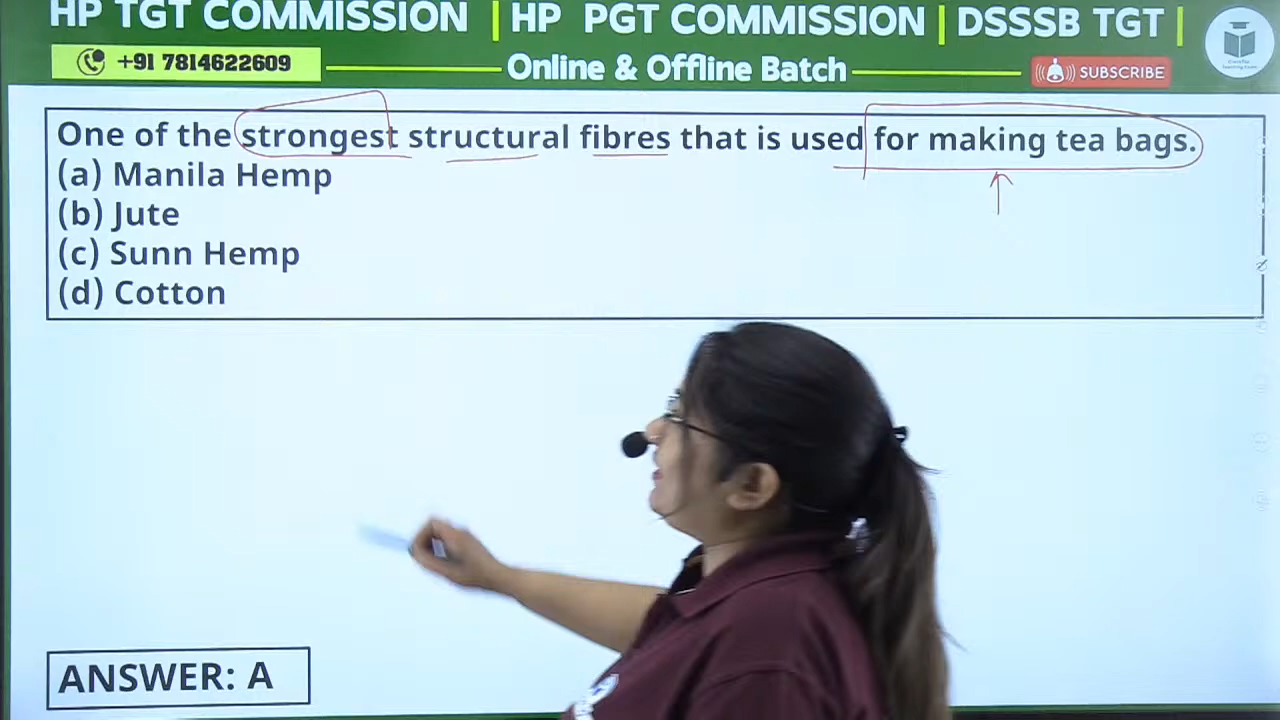 HP TGT COMMISSION | HP PGT COMMISSION | DSSSB TGT |
+91 7814622609
Online & Offline Batch
SUBSCRIBE
One of the strongest structural fibres that is used for making tea bags.
(a) Manila Hemp
(b) Jute
(c) Sunn Hemp
(d) Cotton
ANSWER: A